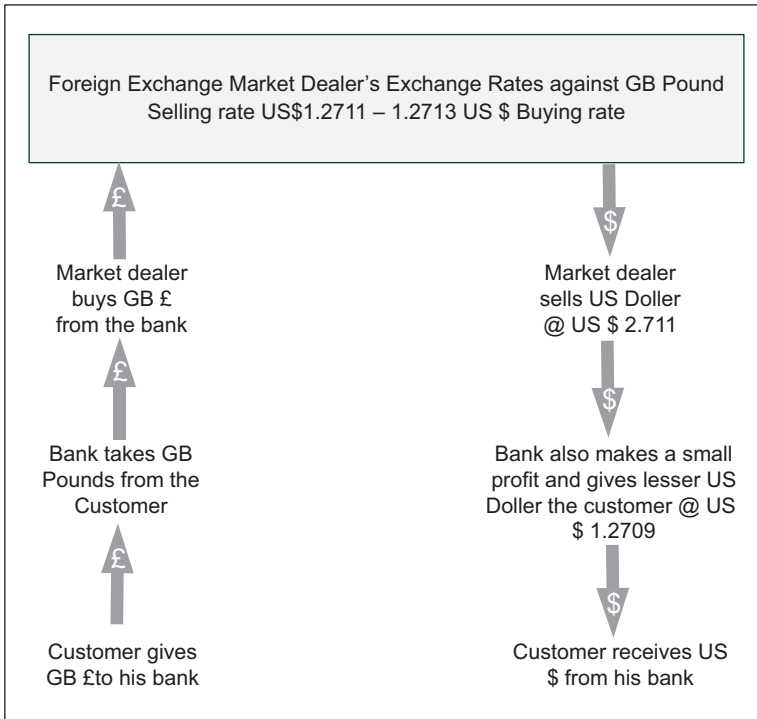 Foreign Exchange Market Dealer’s Exchange Rates against GB Pound
Selling rate US$1.2711 – 1.2713 US $ Buying rate
£
Market dealer
buys GB £
from the bank
£
Bank takes GB
Pounds from the
Customer
£
Customer gives
GB £to his bank
$
Market dealer
sells US Doller
@ US $ 2.711
$
Bank also makes a small
profit and gives lesser US
Doller the customer @ US
$ 1.2709
$
Customer receives US
$ from his bank